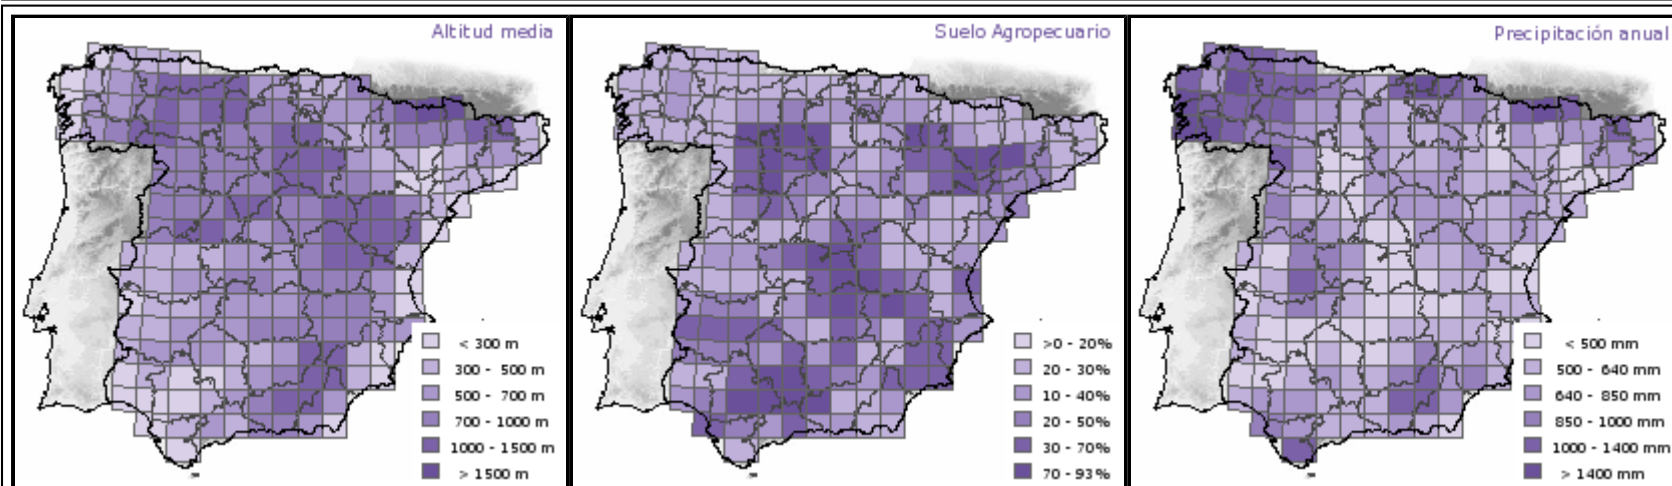 Altitud media
< 300 m
300 - 500 m
500 - 700 m
700 - 1000 m
1000 - 1500 m
> 1500 m
Suelo Agropecuario
>0 - 20%
20 - 30%
10 - 40%
20 - 50%
30 - 70%
70 - 93%
Precipitación anual
< 500 mm
500 - 640 mm
640 - 850 mm
850 - 1000 mm
1000 - 1400 mm
> 1400 mm